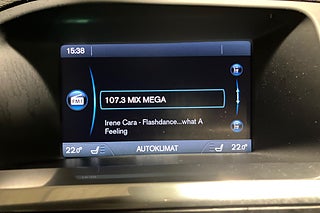 15:38
FM1
107.3 MIX MEGA
Irene Cara - Flashdance...what A
Feeling
22° AUTOKLIMAT 22°